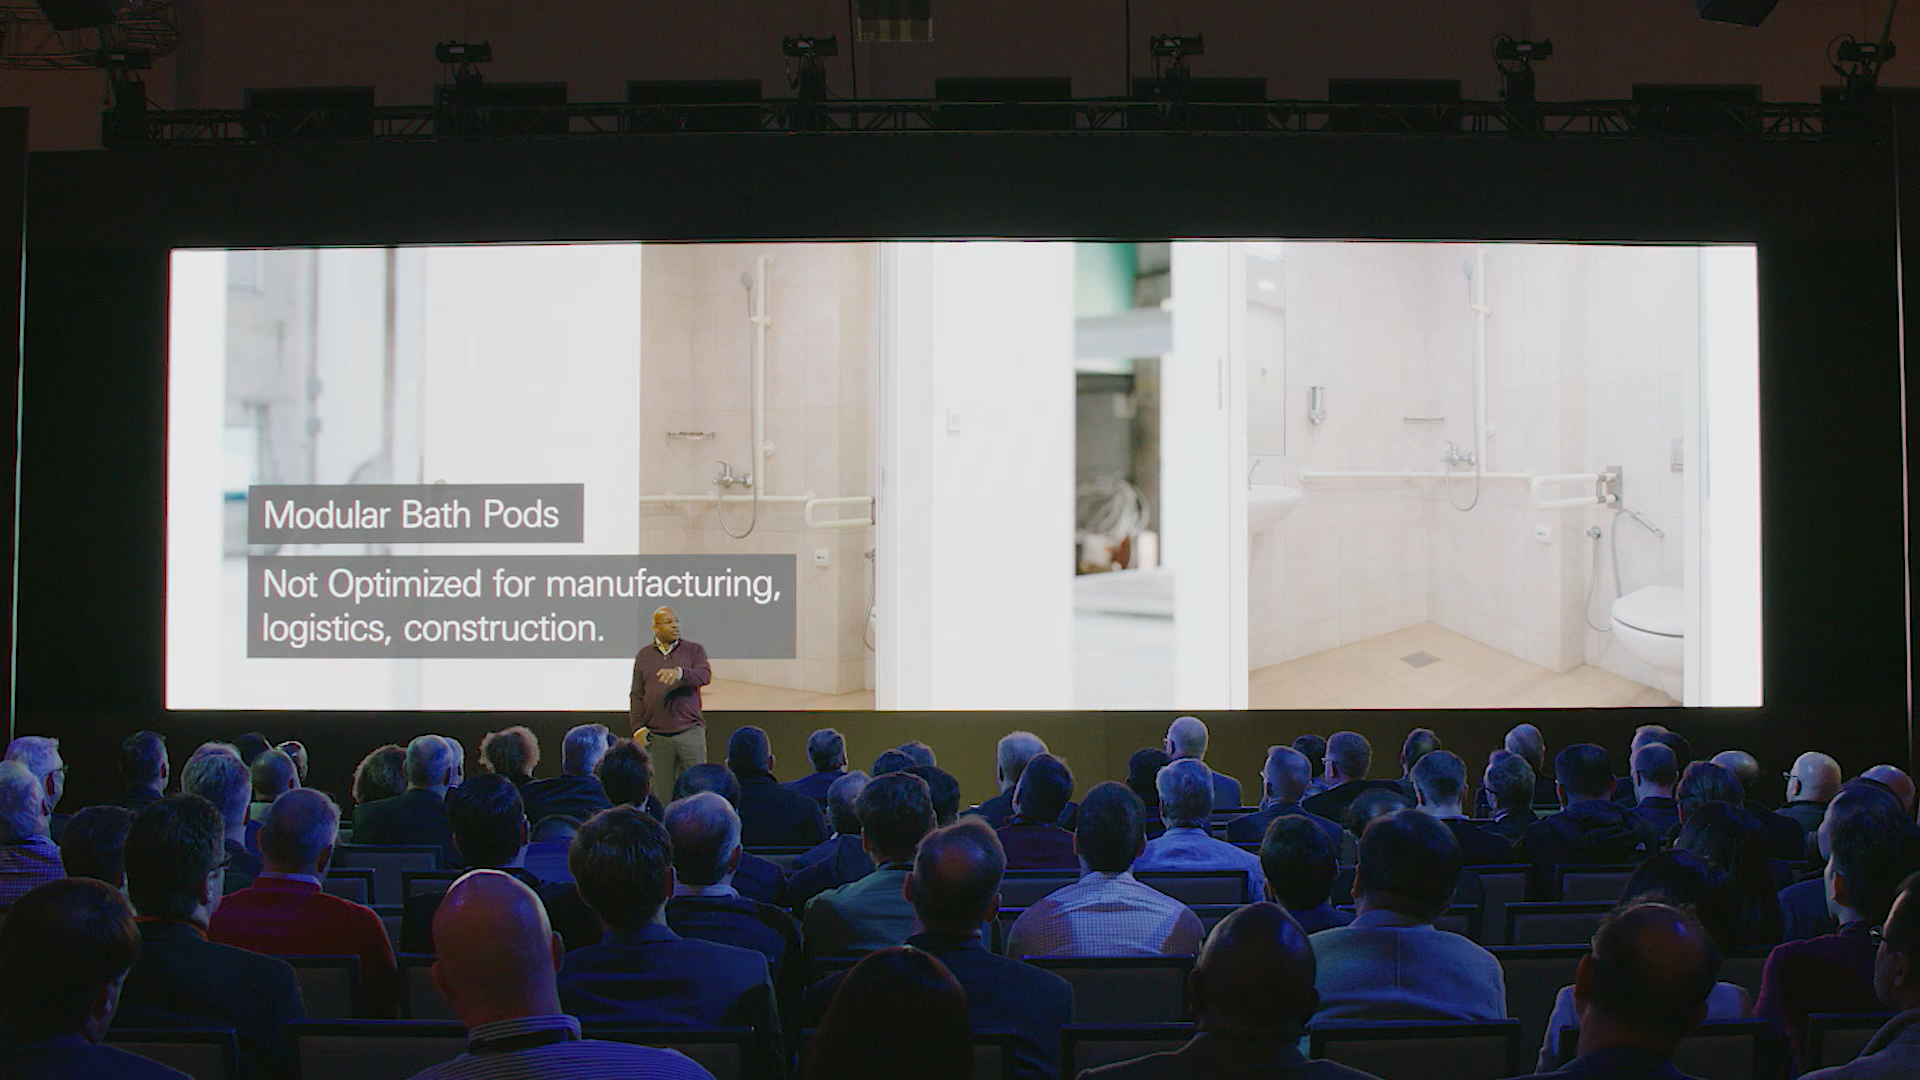 Modular Bath Pods
Not Optimized for manufacturing,
logistics, construction.